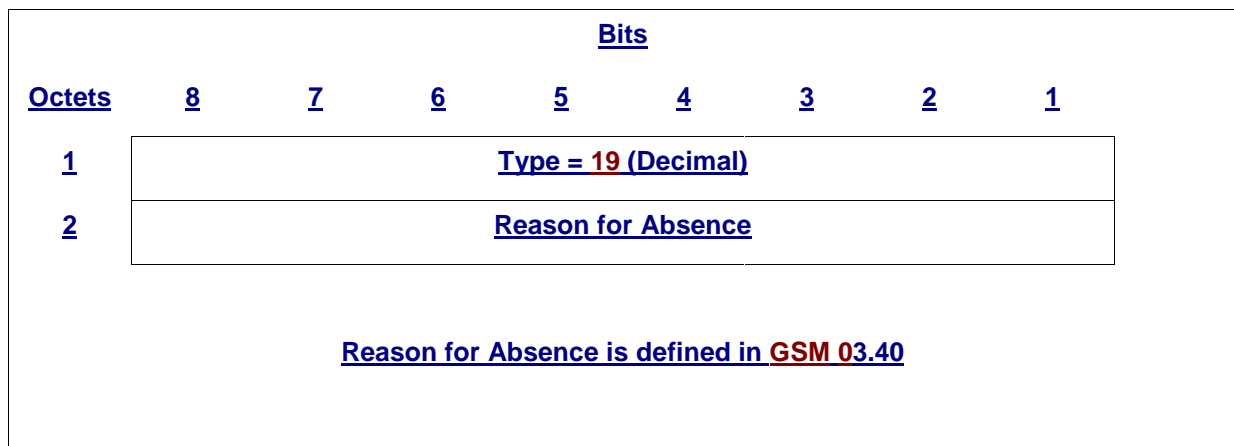 Bits
Octets 8 7 6 5 4 3 2 1
1 Type = 19 (Decimal)
2 Reason for Absence
Reason for Absence is defined in GSM 03.40